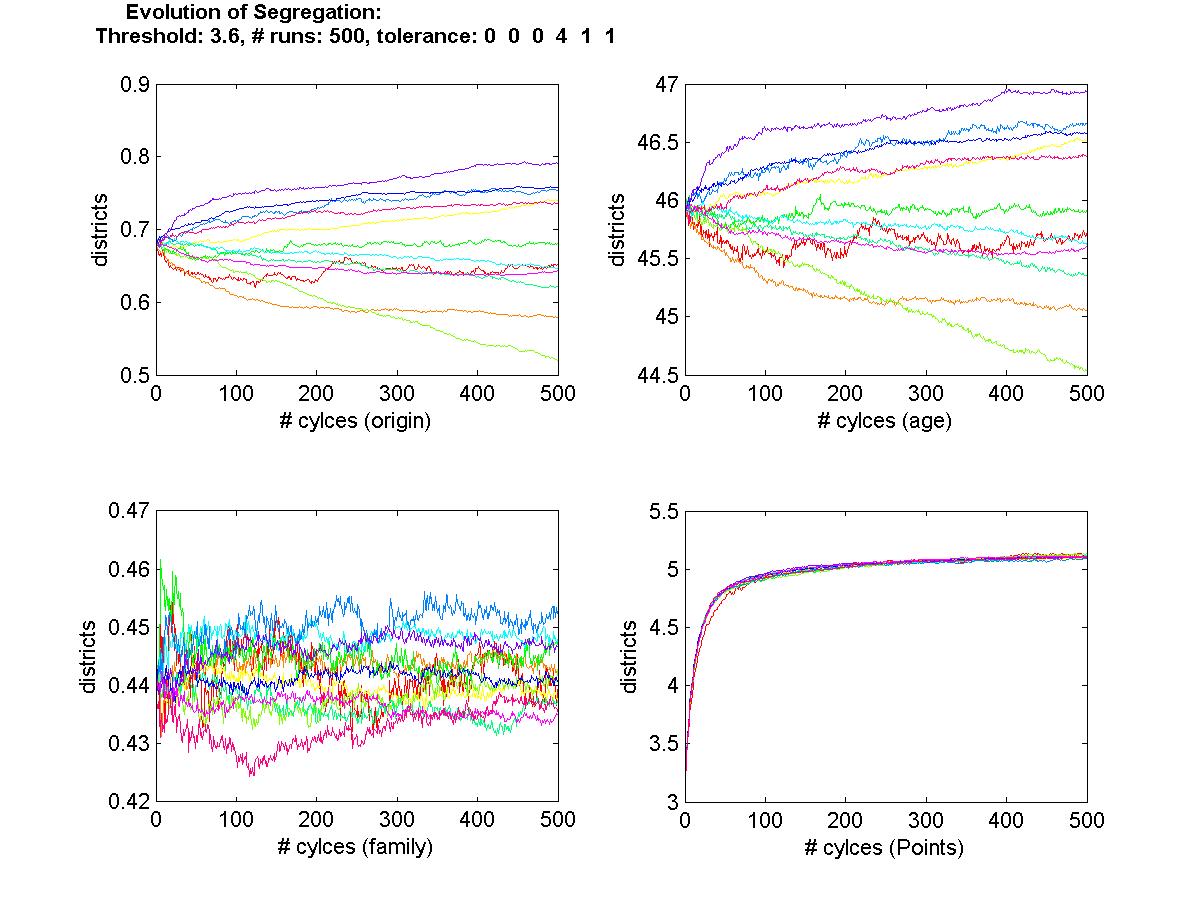 Evolution of Segregation:
Threshold: 3.6, # runs: 500, tolerance: 0 0 0 4 1 1
0.9
0.8
0.7
0.6
0.5
districts
0 100 200 300 400 500
# cylces (origin)
47
46.5
46
45.5
45
44.5
districts
0 100 200 300 400 500
# cylces (age)
0.47
0.46
0.45
0.44
0.43
0.42
districts
0 100 200 300 400 500
# cylces (family)
5.5
5
4.5
4
3.5
3
districts
0 100 200 300 400 500
# cylces (Points)